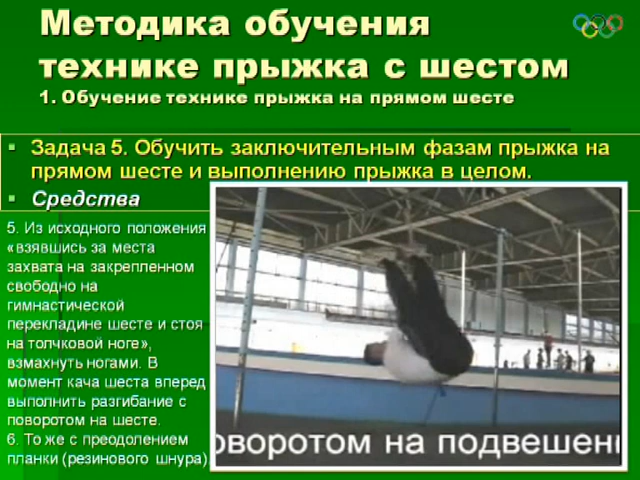 Методика обучения
технике прыжка с шестом
1. Обучение технике прыжка на прямом шесте
Задача 5. Обучить заключительным фазам прыжка на
прямом шесте и выполнению прыжка в целом.
Средства
5. Из исходного положения
«взявшись за места
захвата на закрепленном
свободно на
гимнастической
перекладине шесте и стоя
на толчковой ноге»,
взмахнуть ногами. В
момент кача шеста вперед
выполнить разгибание с
поворотом на шесте.
6. То же с преодолением
планки (резинового шнура)
оворотом на подвешен